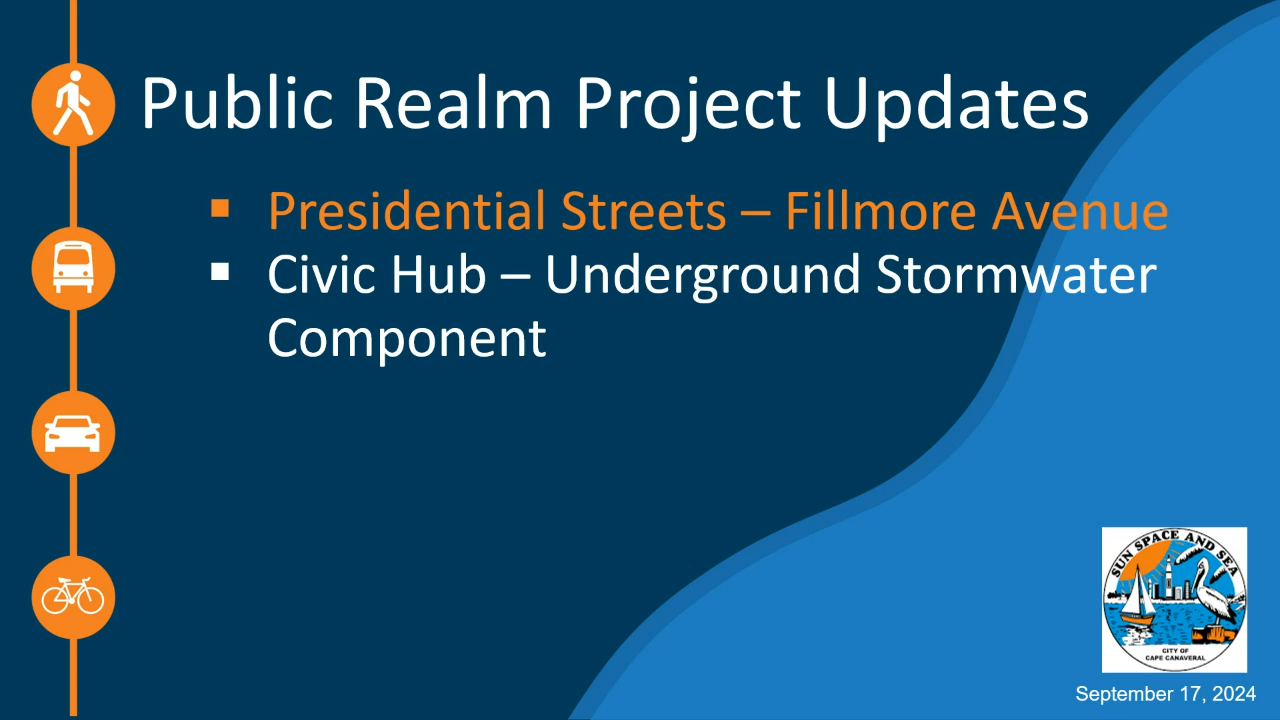 Public Realm Project Updates
▪ Presidential Streets – Fillmore Avenue
▪ Civic Hub – Underground Stormwater
Component
SUN SPACE AND SEA
CITY OF
CAPE CANAVERAL
September 17, 2024